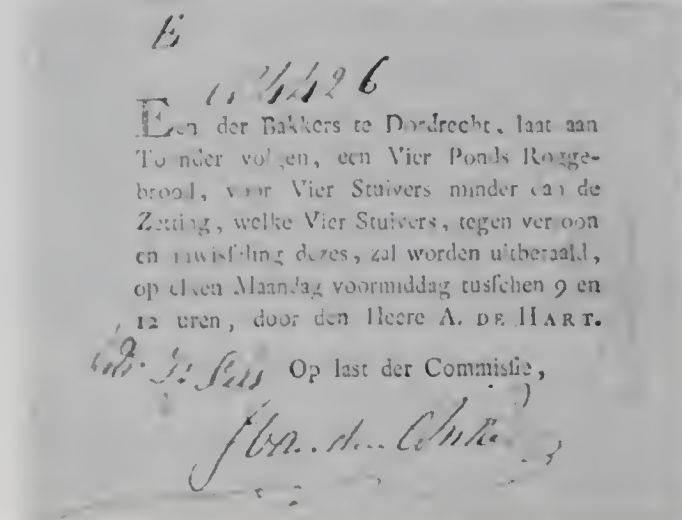 E
4426
Een der Bakkers te Dordrecht, laat aan
Toonder volgen, een Vier Ponds Rogge-
brood, voor Vier Stuivers minder dan de
Zetting, welke Vier Stuivers, tegen vertoon
en inwisseling dezes, zal worden uitbetaald,
op elken Maandag voormiddag tusschen 9 en
12 uren, door den Heere A. DE HART.
Op last der Commissie,